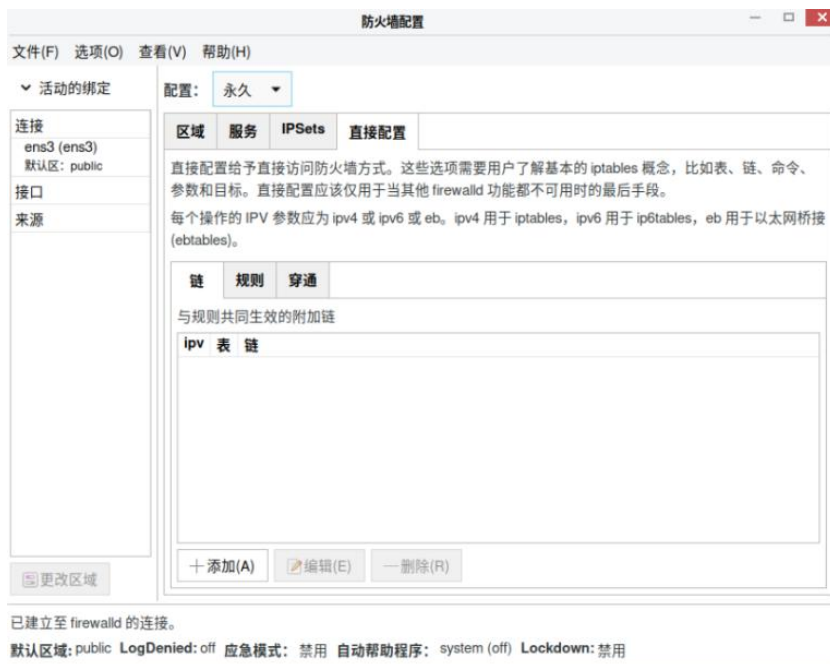 防火墙配置
文件(F) 选项(O) 查看(V) 帮助(H)
活动的绑定
配置： 永久
连接
ens3 (ens3)
默认区：public
接口
来源
更改区域
区域 服务 IPSets 直接配置
直接配置给予直接访问防火墙方式。这些选项需要用户了解基本的 iptables 概念，比如表、链、命令、
参数和目标。直接配置应该仅用于当其他 firewalld 功能都不可用时的最后手段。
每个操作的 IPV 参数应为 ipv4 或 ipv6 或 eb。ipv4 用于 iptables，ipv6 用于 ip6tables，eb 用于以太网桥接
(ebtables)。
链 规则 穿通
与规则共同生效的附加链
ipv 表 链
添加(A) 编辑(E) 删除(R)
已建立至 firewalld 的连接。
默认区域: public LogDenied: off 应急模式： 禁用 自动帮助程序： system (off) Lockdown: 禁用